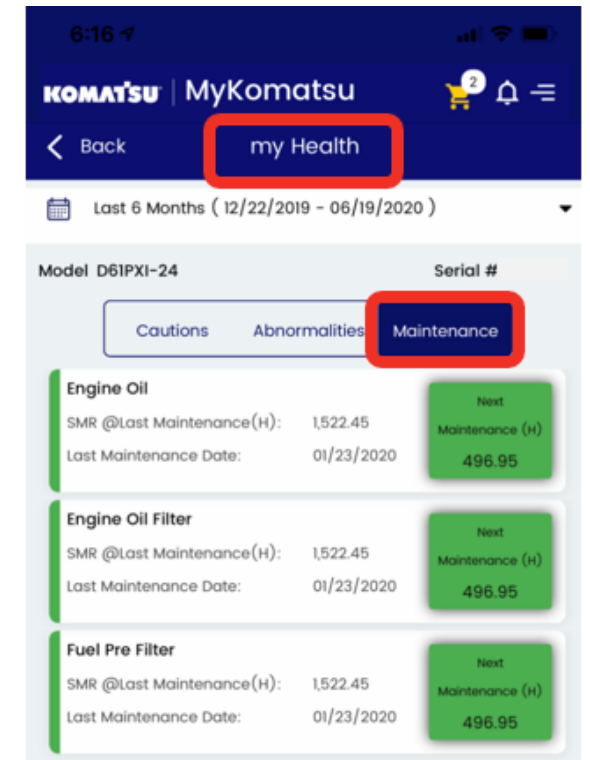 6:16
KOMATSU | MyKomatsu 2
Back my Health
Last 6 Months ( 12/22/2019 - 06/19/2020 )
Model D61PXI-24 Serial #
Cautions Abnormalities Maintenance
Engine Oil
SMR @Last Maintenance(H): 1,522.45
Last Maintenance Date: 01/23/2020
Next
Maintenance (H)
496.95
Engine Oil Filter
SMR @Last Maintenance(H): 1,522.45
Last Maintenance Date: 01/23/2020
Next
Maintenance (H)
496.95
Fuel Pre Filter
SMR @Last Maintenance(H): 1,522.45
Last Maintenance Date: 01/23/2020
Next
Maintenance (H)
496.95